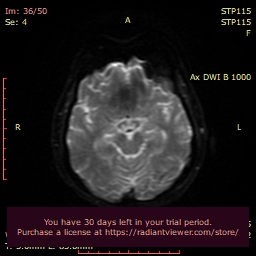 Im: 36/50
STP115
Se: 4
STP115
F
A
Ax DWI B 1000
R
L
You have 30 days left in your trial period.
Purchase a license at https://radiantviewer.com/store/